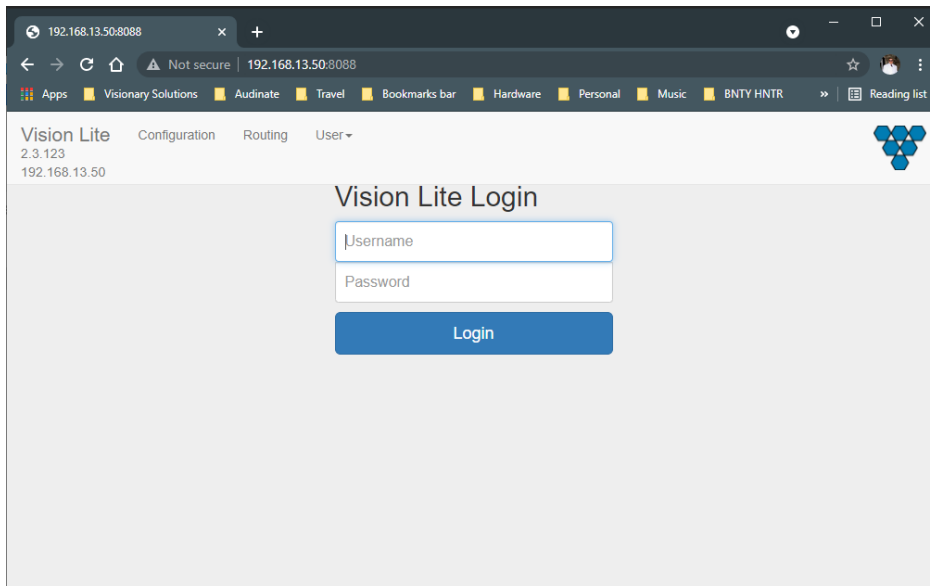 192.168.13.50:8088
Not secure | 192.168.13.50:8088
Apps Visionary Solutions Audinate Travel Bookmarks bar Hardware Personal Music BNTY HNTR » Reading list
Vision Lite Configuration Routing User
2.3.123
192.168.13.50
Vision Lite Login
Username
Password
Login